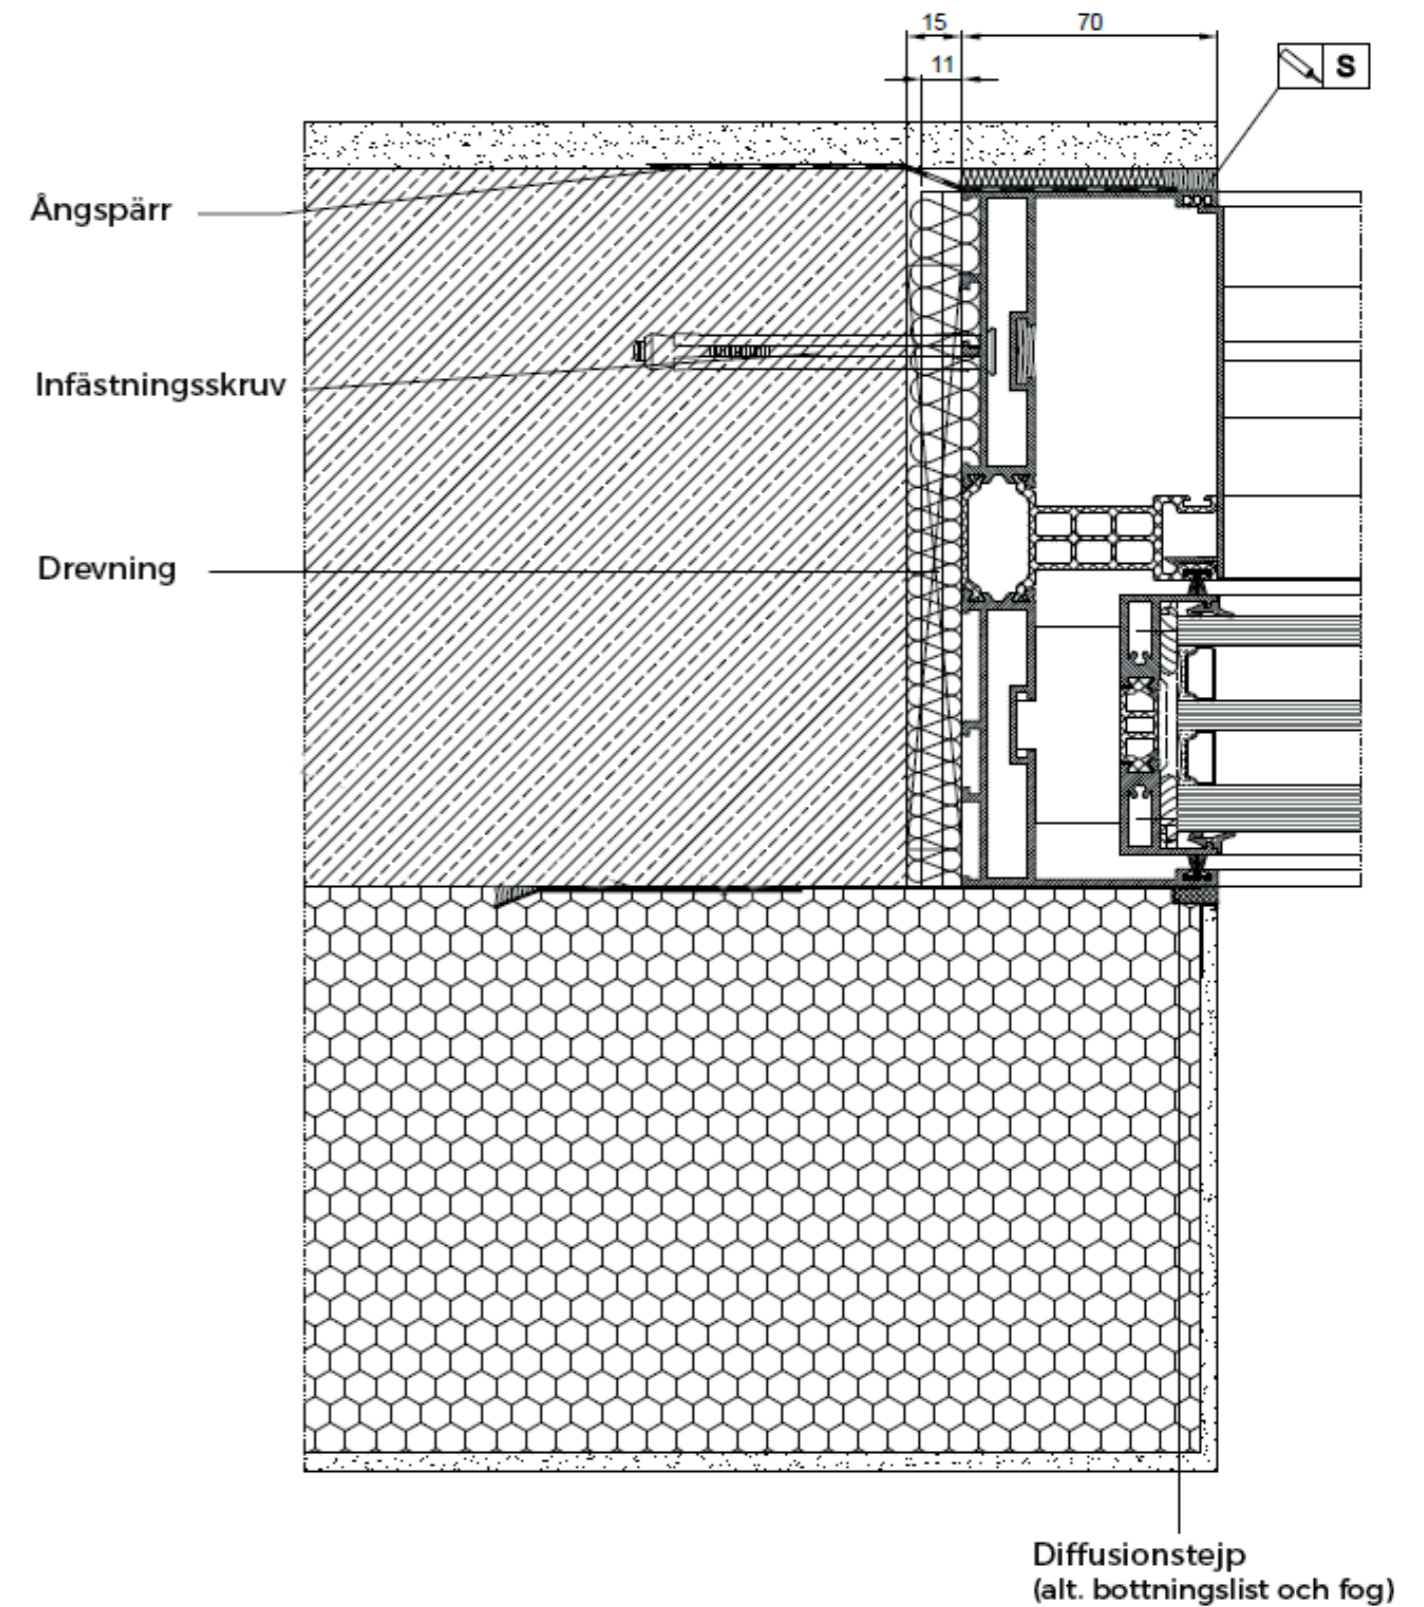 15
70
11
S
Ångspärr
Infästningsskruv
Drevning
Diffusionstejp
(alt. bottningslist och fog)